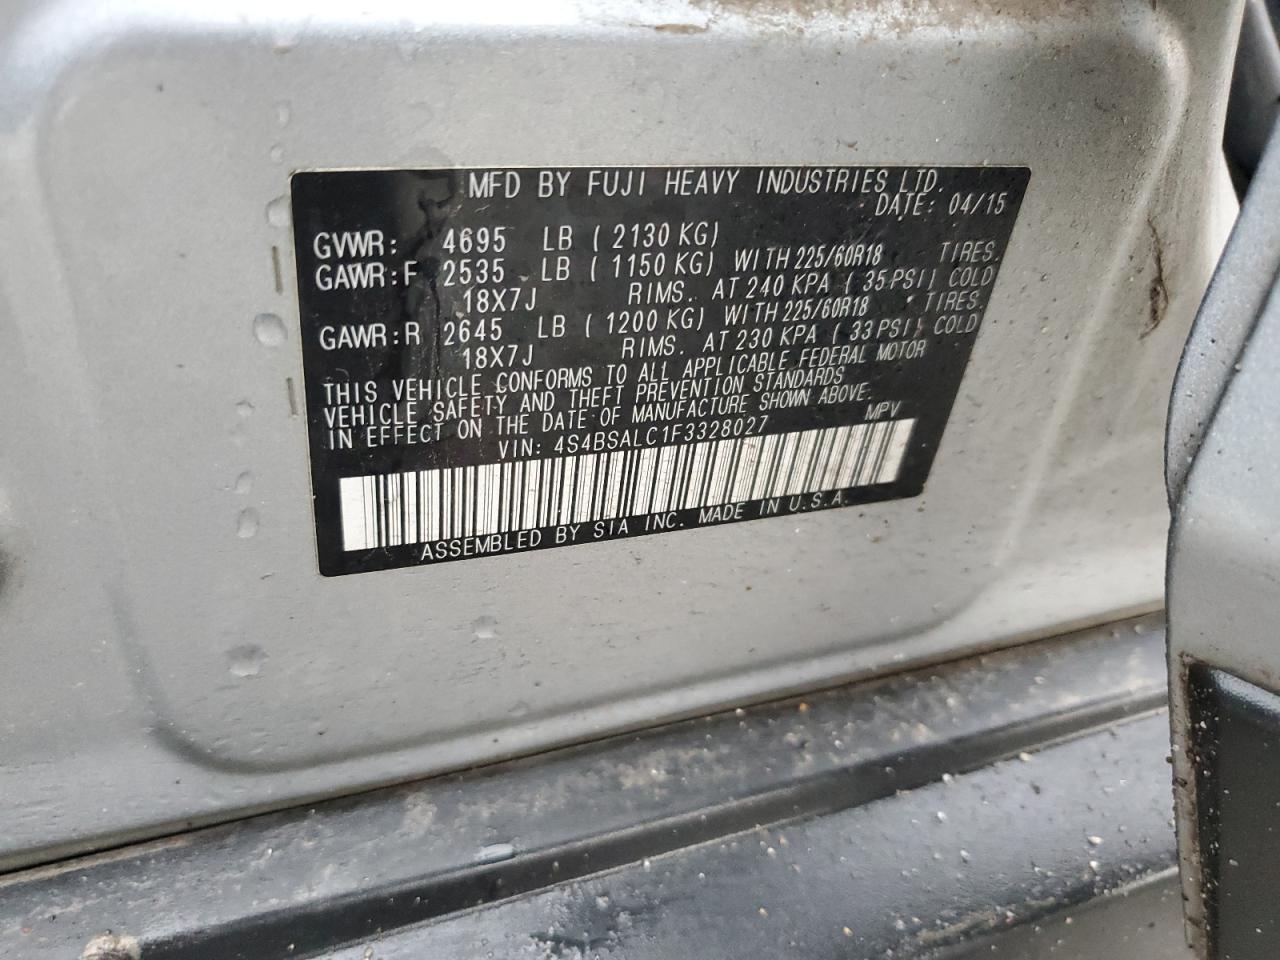 MFD BY FUJI HEAVY INDUSTRIES LTD.
DATE: 04/15
GVWR: 4695 LB ( 2130 KG)
GAWR: F 2535 LB ( 1150 KG) WITH 225/60R18 TIRES.
18X7J RIMS. AT 240 KPA ( 35 PSI) COLD
GAWR: R 2645 LB ( 1200 KG) WITH 225/60R18 TIRES.
18X7J RIMS. AT 230 KPA ( 33 PSI) COLD
THIS VEHICLE CONFORMS TO ALL APPLICABLE FEDERAL MOTOR
VEHICLE SAFETY AND THEFT PREVENTION STANDARDS
IN EFFECT ON THE DATE OF MANUFACTURE SHOWN ABOVE.
VIN: 4S4BSALC1F3328027 MPV
ASSEMBLED BY SIA INC. MADE IN U.S.A.